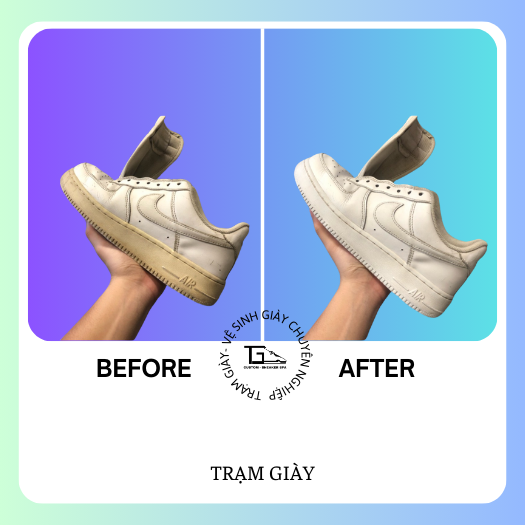 AIR
AIR
BEFORE
AFTER
TRẠM GIÀY - VỆ SINH GIÀY CHUYÊN NGHIỆP
TG
CUSTOM - SNEAKER SPA
TRẠM GIÀY